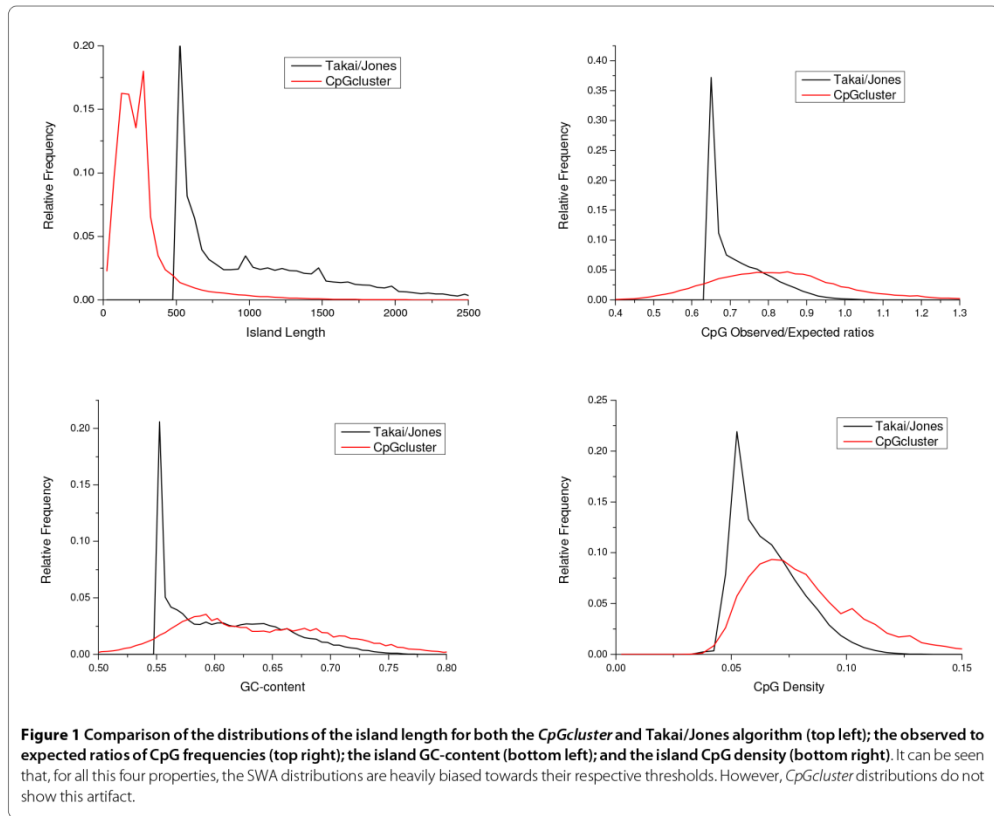 0.20
0.15
0.10
0.05
0.00
Relative Frequency
Takai/Jones
CpGcluster
0
500
1000
1500
2000
2500
Island Length
0.40
0.35
0.30
0.25
0.20
0.15
0.10
0.05
0.00
Relative Frequency
Takai/Jones
CpGcluster
0.4
0.5
0.6
0.7
0.8
0.9
1.0
1.1
1.2
1.3
CpG Observed/Expected ratios
0.20
0.15
0.10
0.05
0.00
Relative Frequency
Takai/Jones
CpGcluster
0.50
0.55
0.60
0.65
0.70
0.75
0.80
GC-content
0.25
0.20
0.15
0.10
0.05
0.00
Relative Frequency
Takai/Jones
CpGcluster
0.00
0.05
0.10
0.15
CpG Density
Figure 1 Comparison of the distributions of the island length for both the CpGcluster and Takai/Jones algorithm (top left); the observed to
expected ratios of CpG frequencies (top right); the island GC-content (bottom left); and the island CpG density (bottom right). It can be seen
that, for all this four properties, the SWA distributions are heavily biased towards their respective thresholds. However, CpGcluster distributions do not
show this artifact.